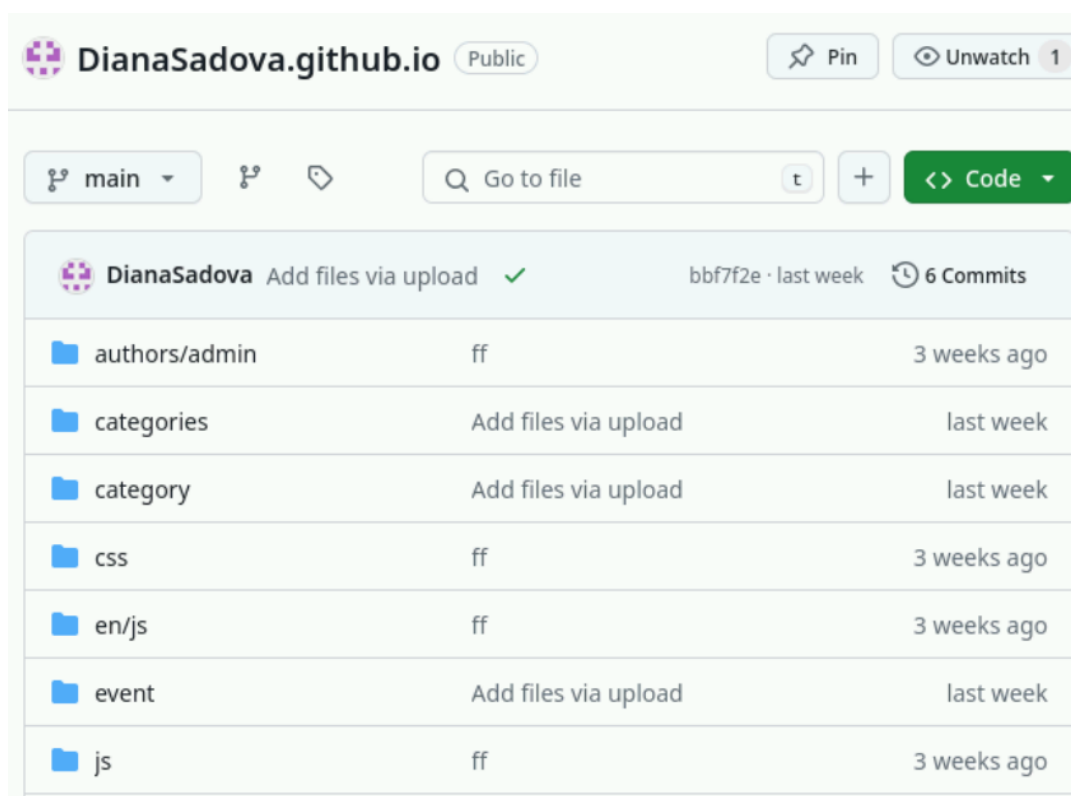 DianaSadova.github.io Public Pin Unwatch 1
main Go to file t + <> Code
DianaSadova Add files via upload bbf7f2e · last week 6 Commits
authors/admin ff 3 weeks ago
categories Add files via upload last week
category Add files via upload last week
css ff 3 weeks ago
en/js ff 3 weeks ago
event Add files via upload last week
js ff 3 weeks ago